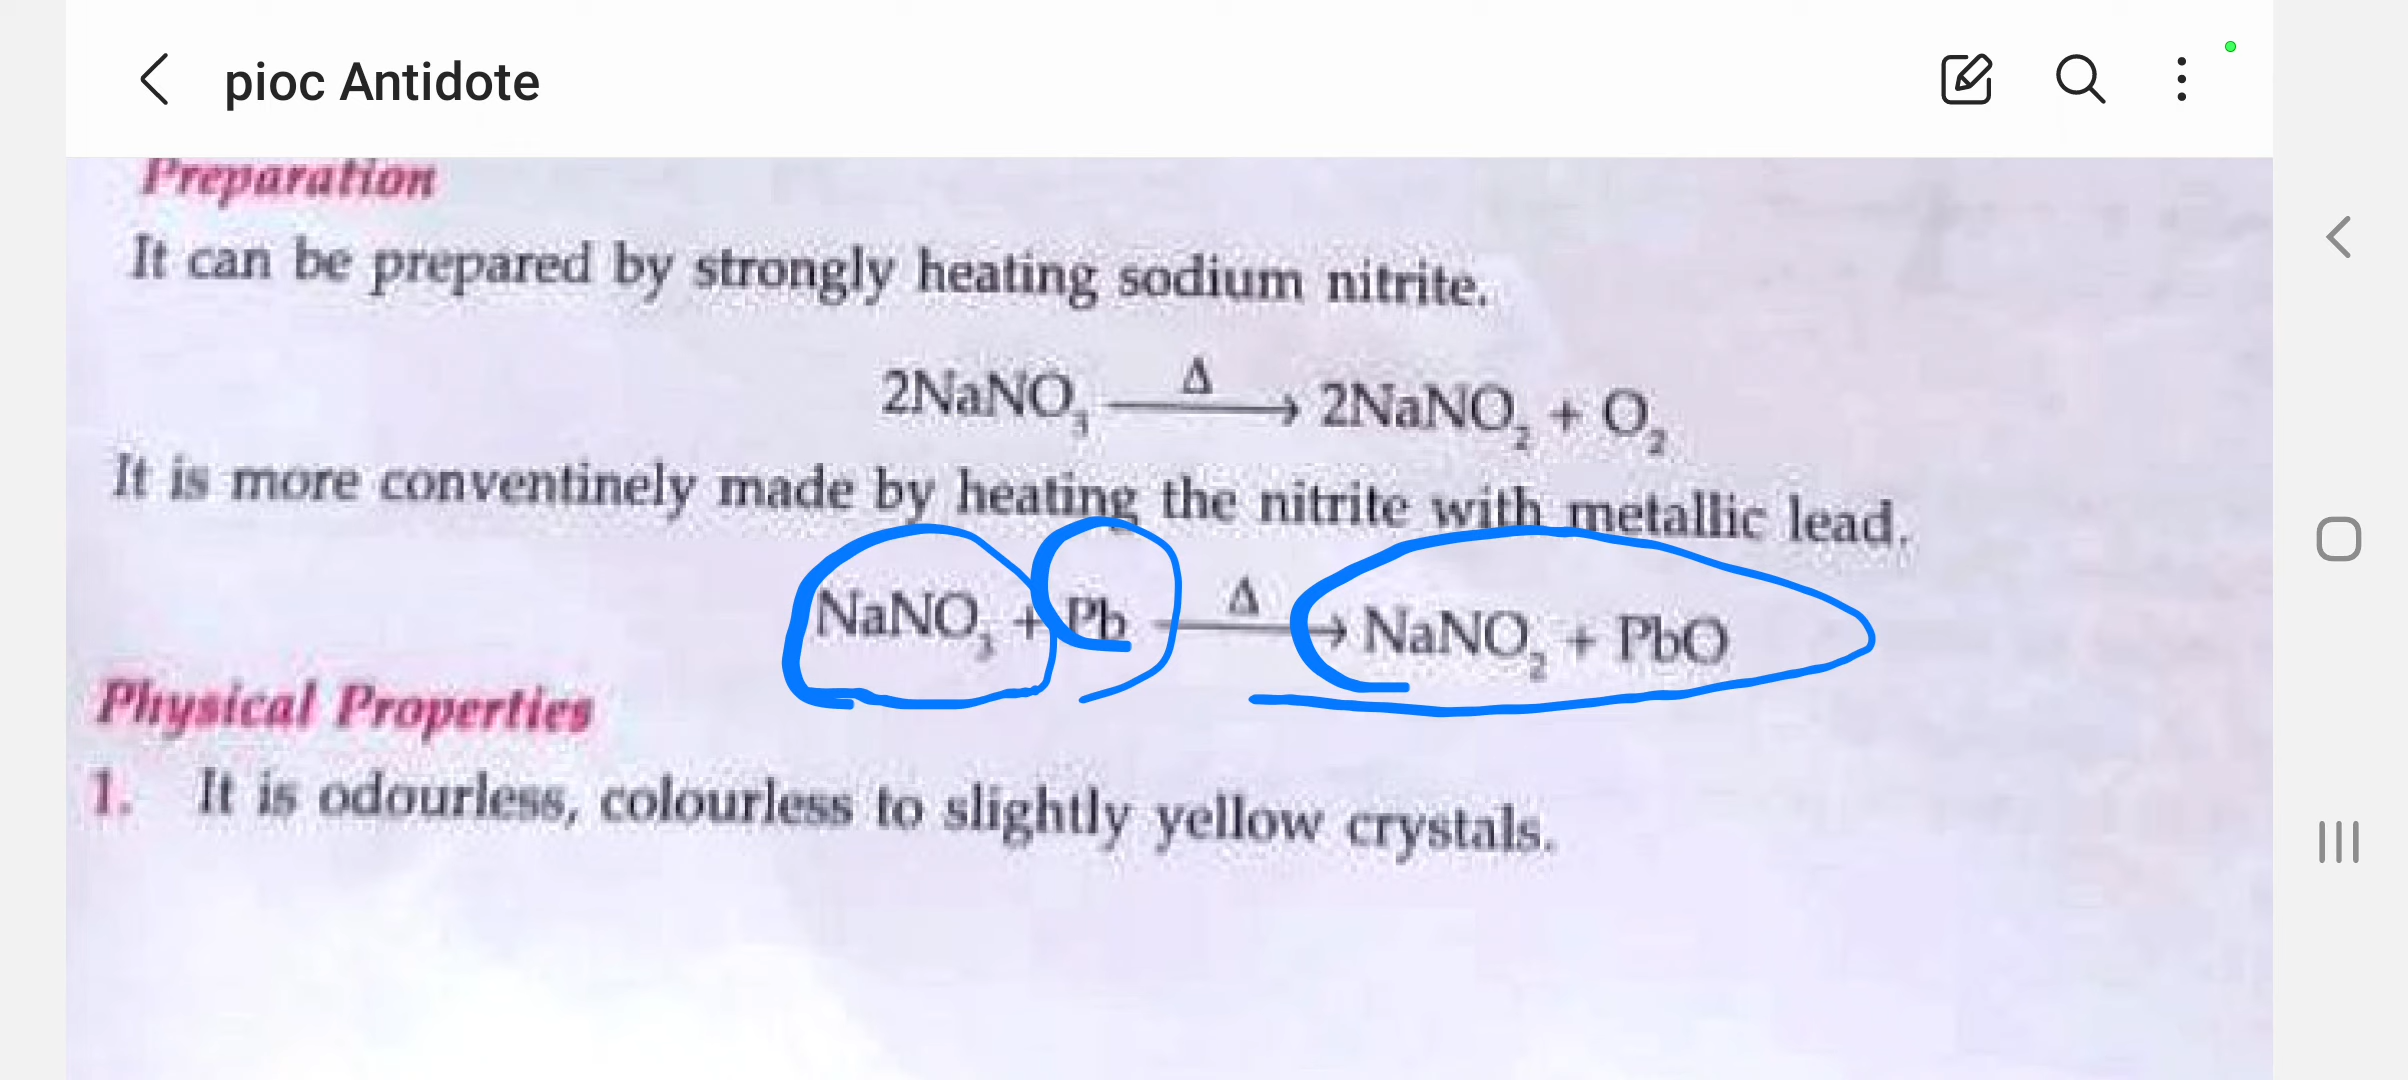 pioc Antidote
Preparation
It can be prepared by strongly heating sodium nitrite.
2NaNO₃ —Δ→ 2NaNO₂ + O₂
It is more conventinely made by heating the nitrite with metallic lead.
NaNO₃ + Pb —Δ→ NaNO₂ + PbO
Physical Properties
1. It is odourless, colourless to slightly yellow crystals.